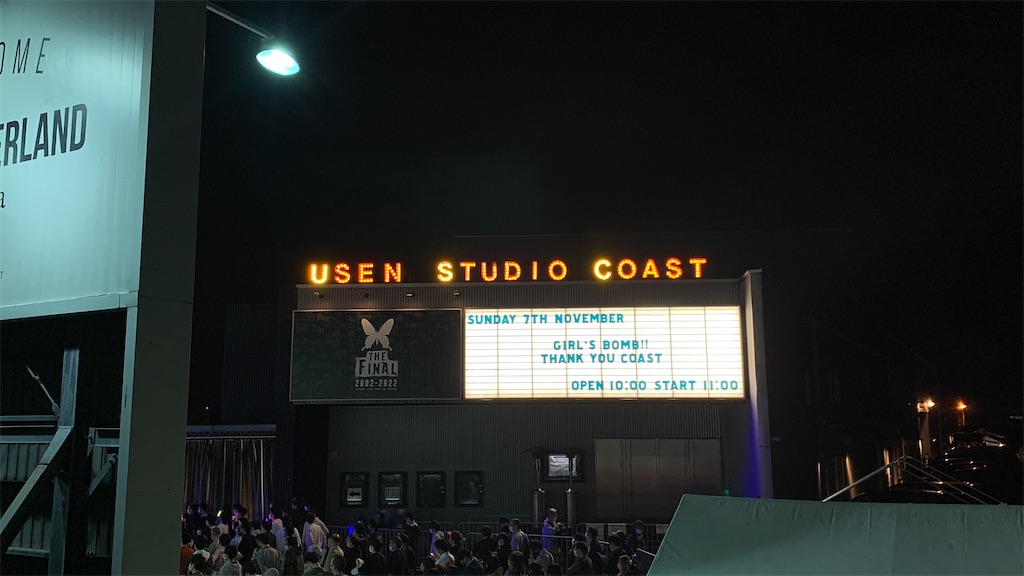 OME
ERLAND
USEN STUDIO COAST
THE
FINAL
2002-2022
SUNDAY 7TH NOVEMBER
GIRL'S BOMB!!
THANK YOU COAST
OPEN 10:00 START 11:00